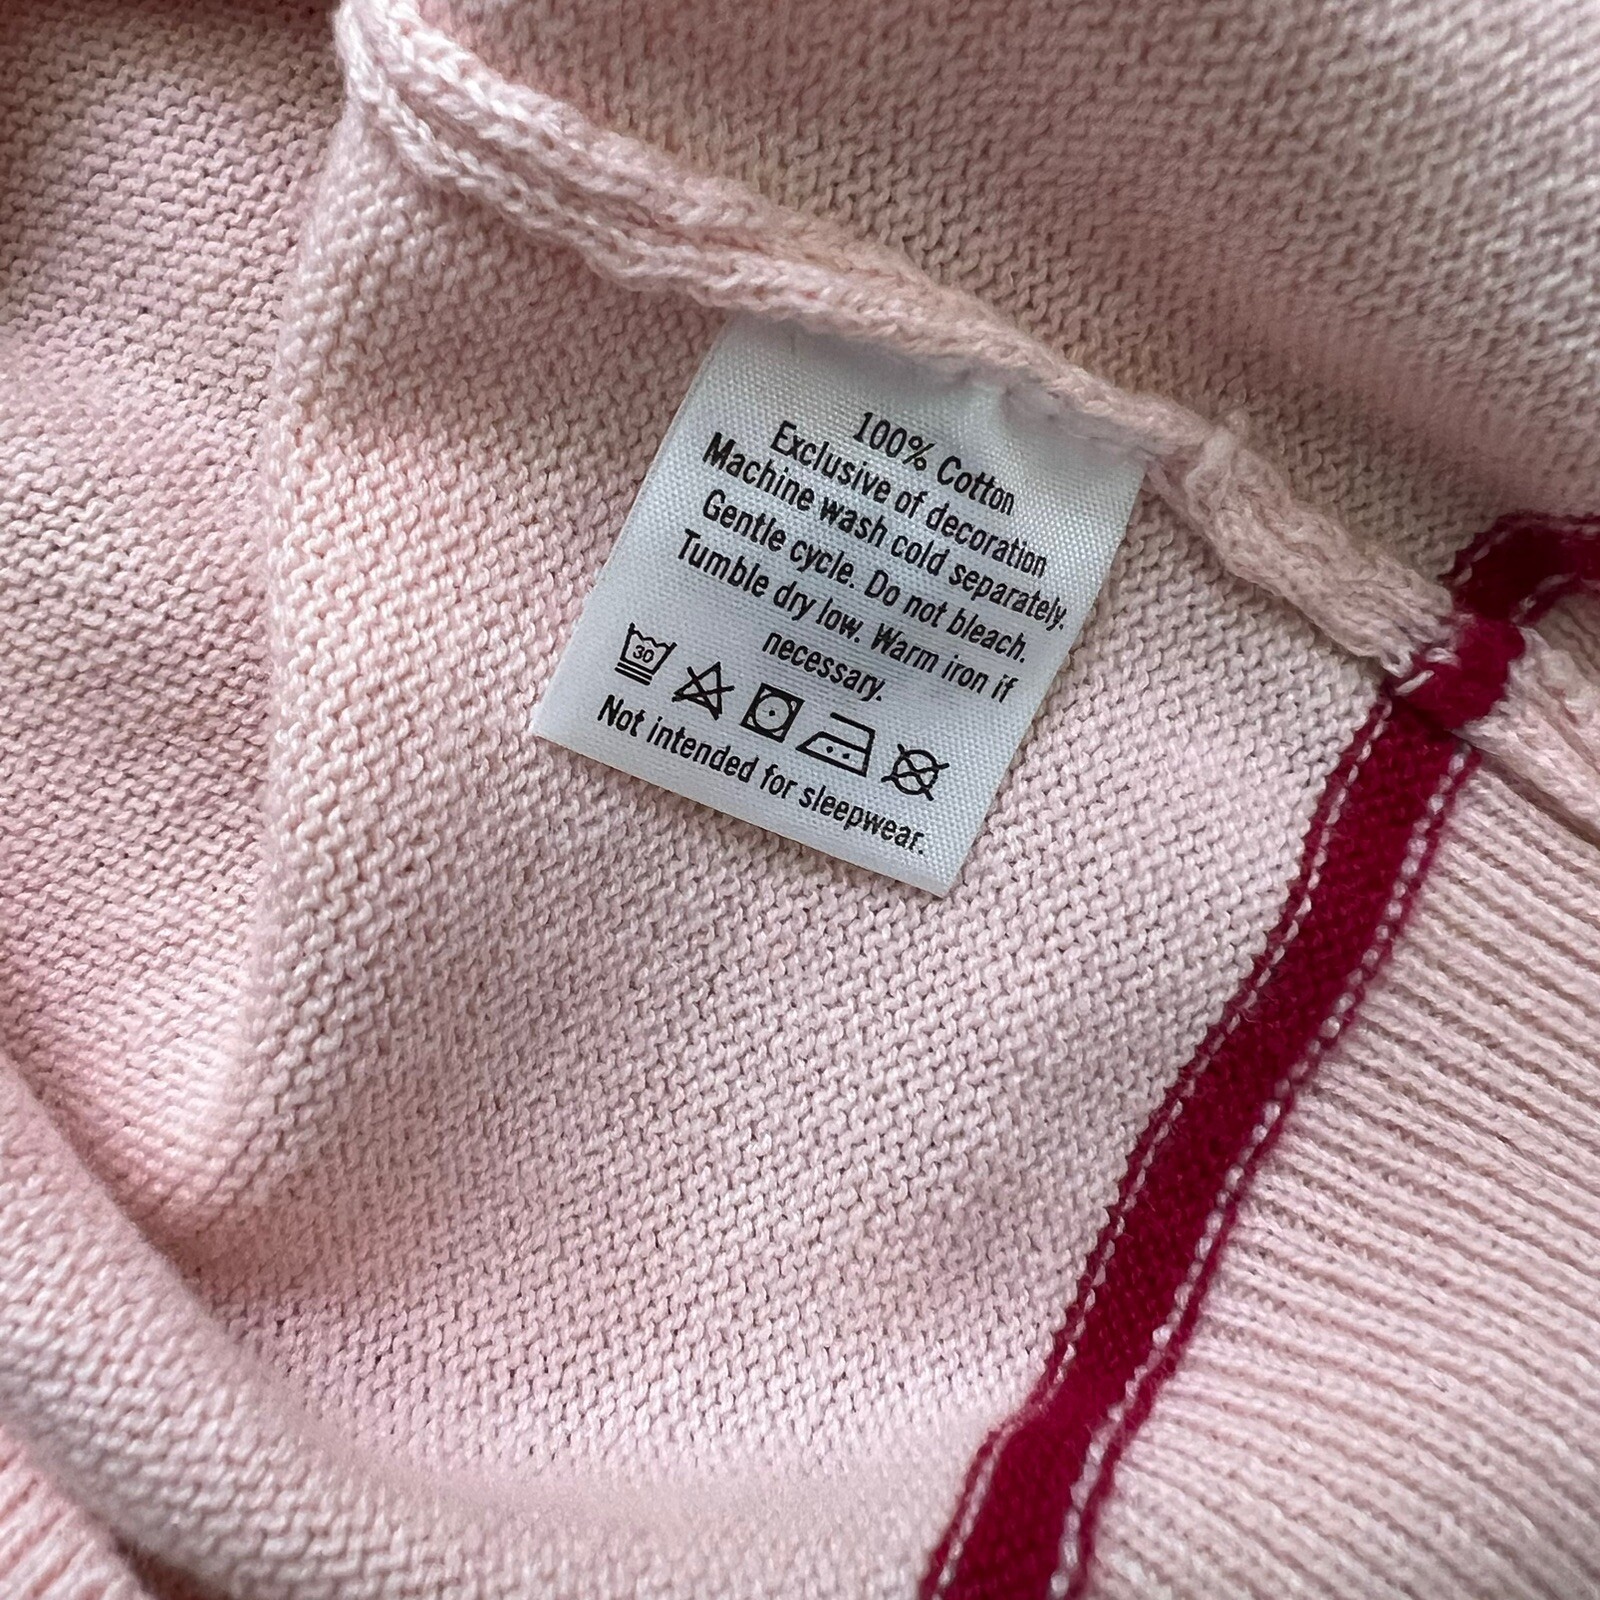 100% Cotton
Exclusive of decoration
Machine wash cold separately.
Gentle cycle. Do not bleach.
Tumble dry low. Warm iron if
necessary.
30
Not intended for sleepwear.